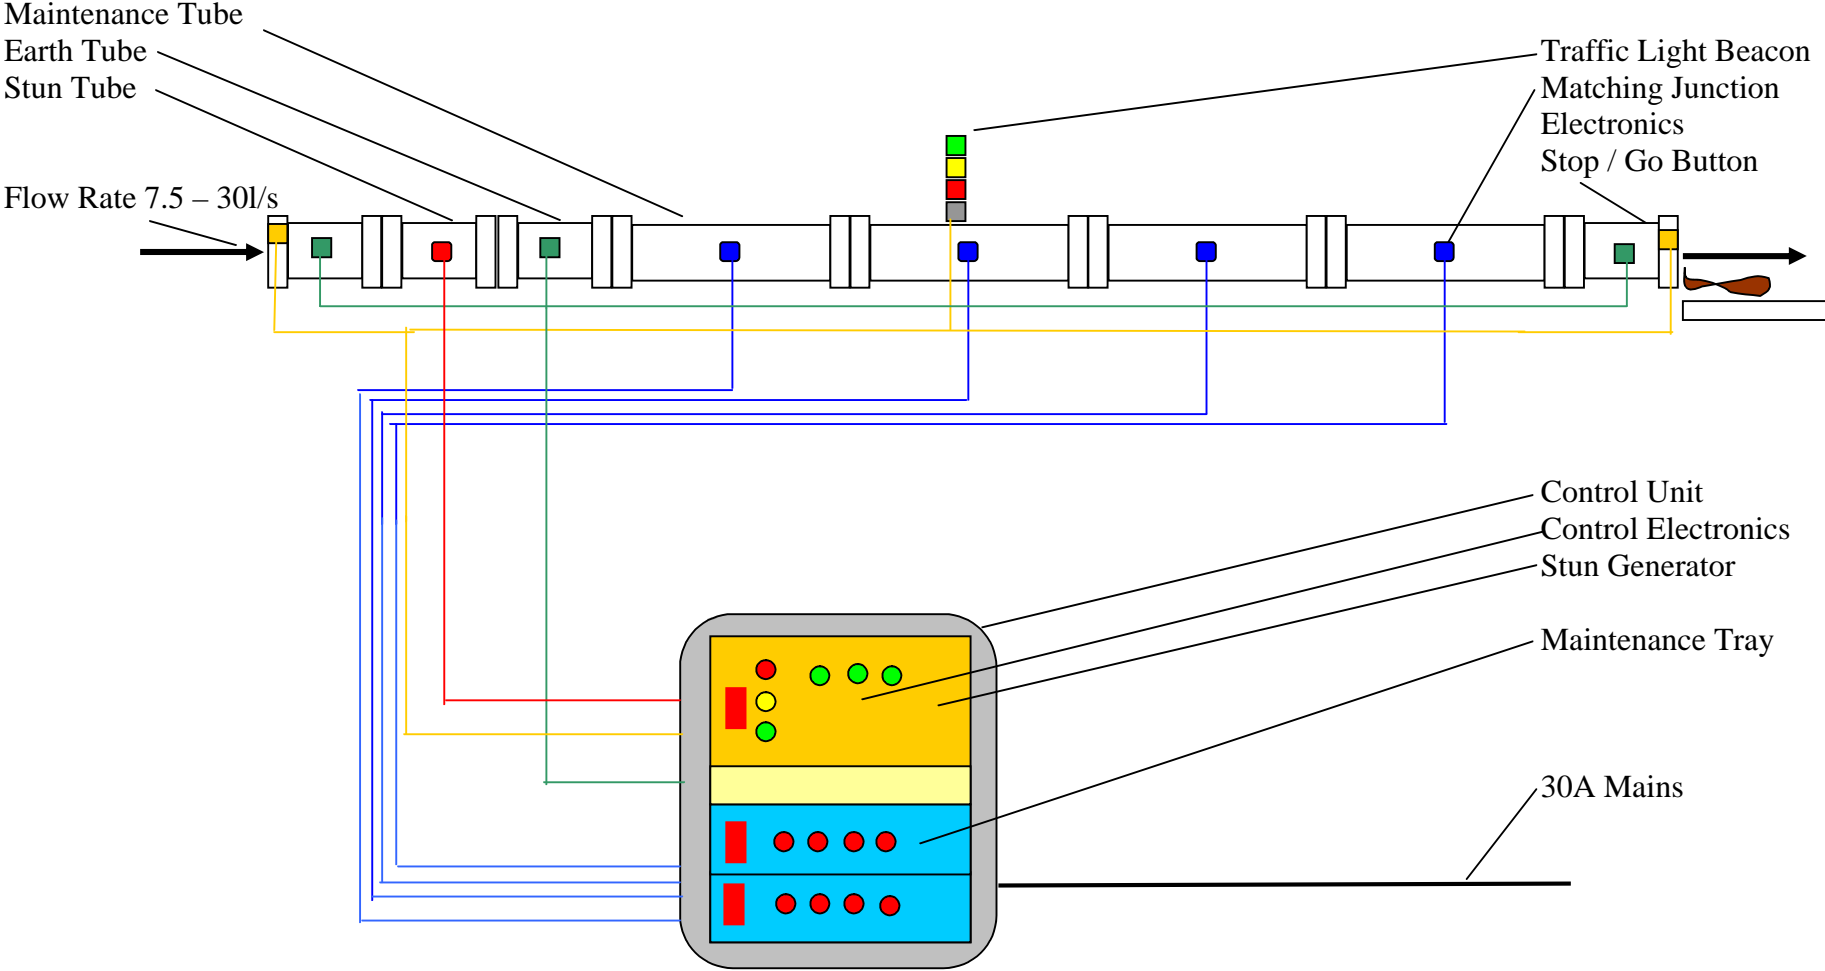 Maintenance Tube
Earth Tube
Stun Tube
Flow Rate 7.5 – 30l/s
Traffic Light Beacon
Matching Junction
Electronics
Stop / Go Button
Control Unit
Control Electronics
Stun Generator
Maintenance Tray
30A Mains